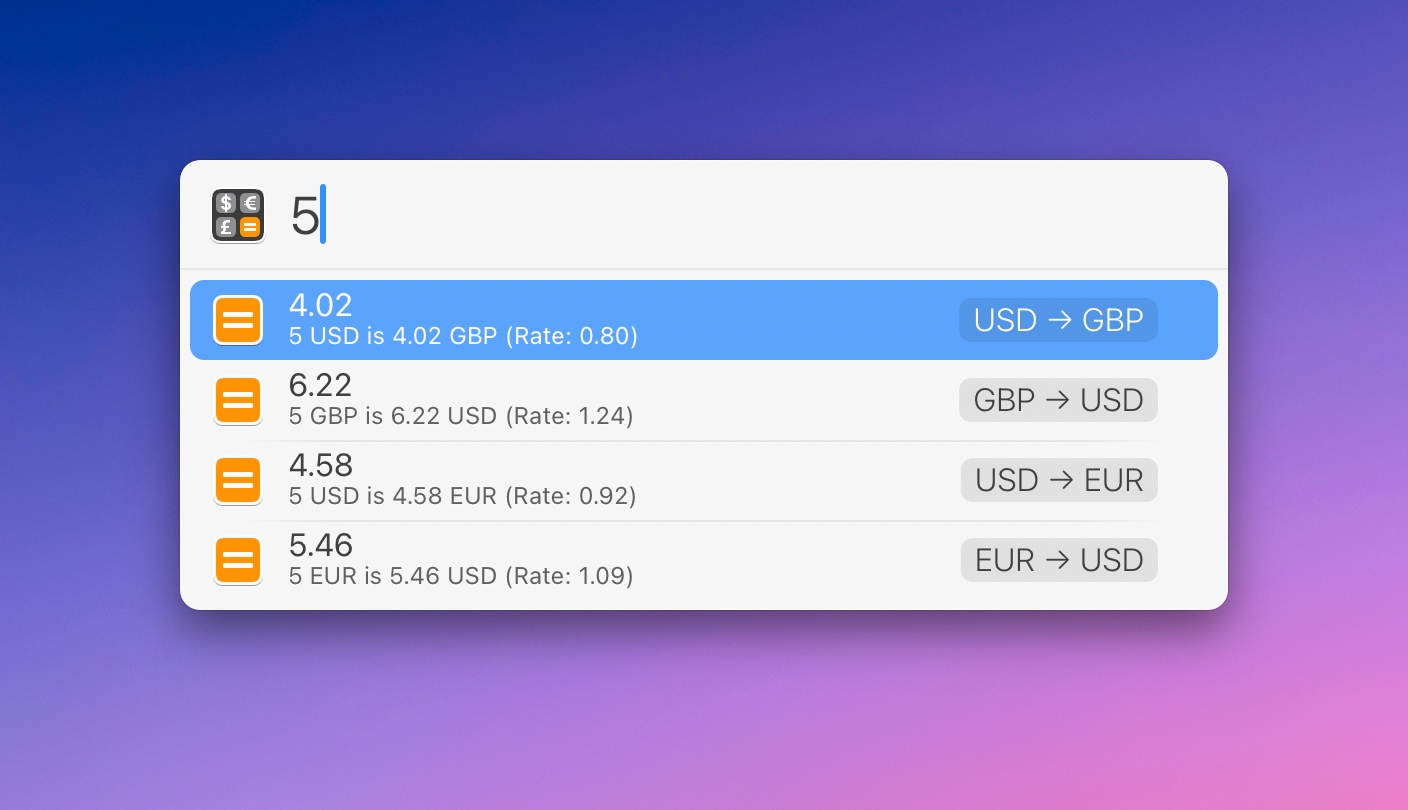 $ €
£ =
5
4.02
5 USD is 4.02 GBP (Rate: 0.80)
USD → GBP
6.22
5 GBP is 6.22 USD (Rate: 1.24)
GBP → USD
4.58
5 USD is 4.58 EUR (Rate: 0.92)
USD → EUR
5.46
5 EUR is 5.46 USD (Rate: 1.09)
EUR → USD